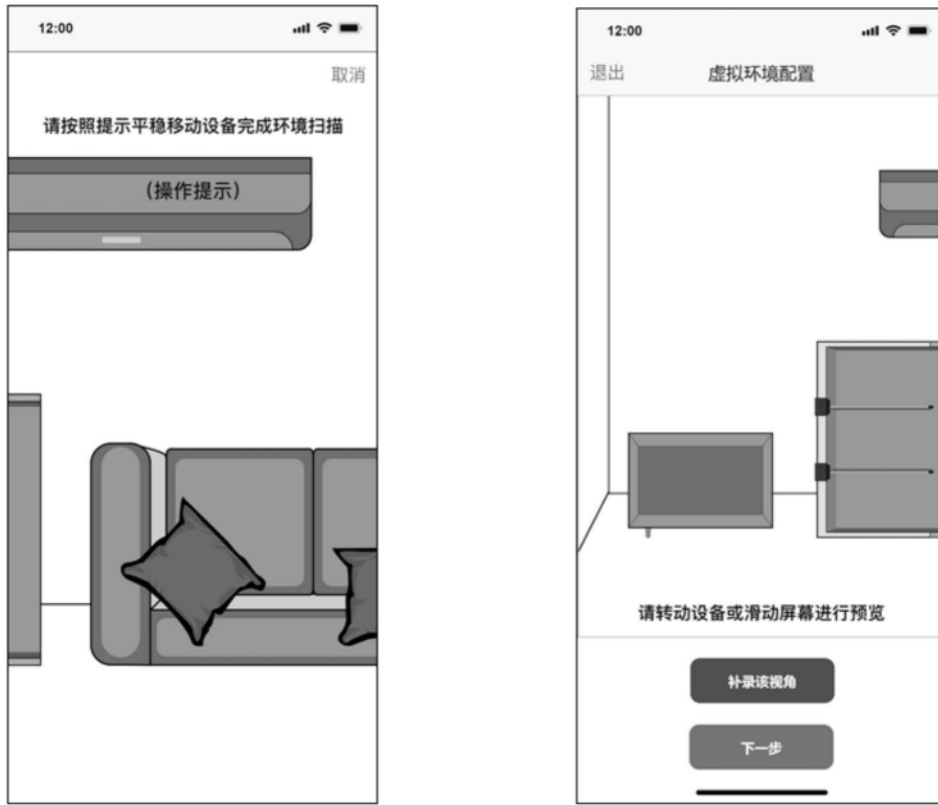 12:00
取消
请按照提示平稳移动设备完成环境扫描
（操作提示）
12:00
退出
虚拟环境配置
请转动设备或滑动屏幕进行预览
补录该视角
下一步